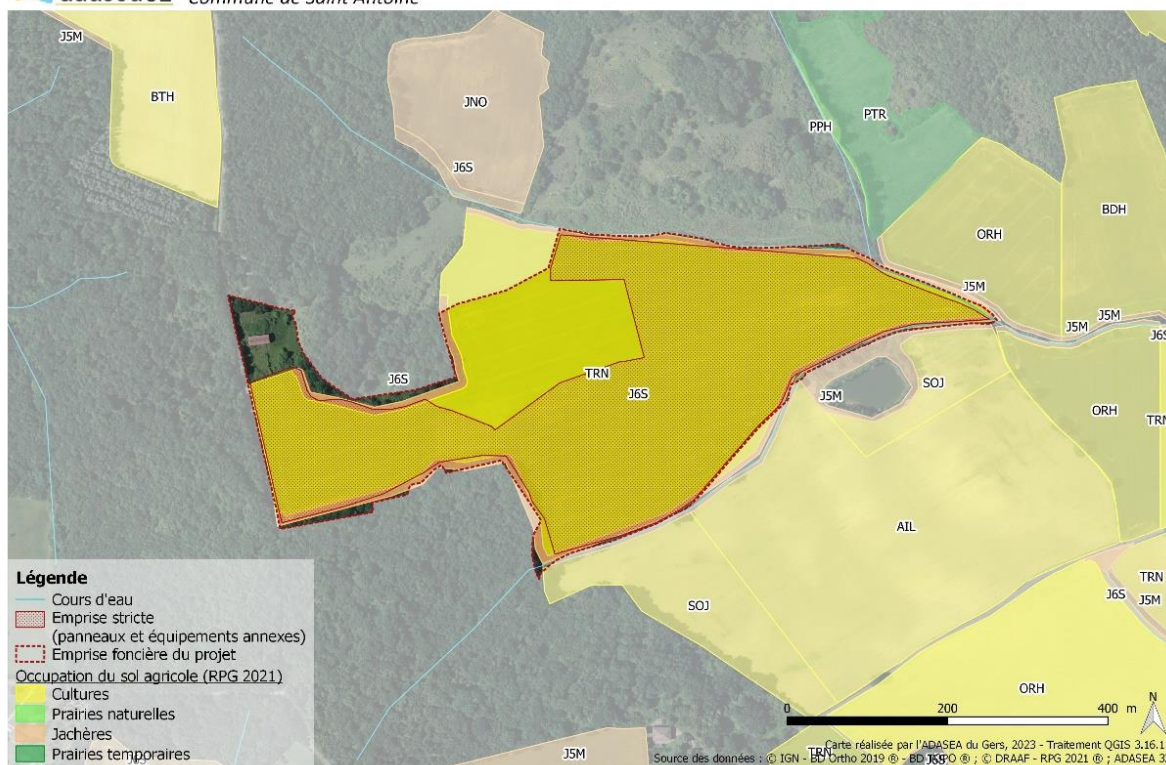 Commune de Saint Antoine
J5M
BTH
JNO
J6S
PPH
PTR
ORH
BDH
J5M
J5M
J5M
J6S
J6S
TRN
J6S
J5M
SOJ
ORH
TRN
AIL
SOJ
TRN
J6S
J5M
ORH
TRN
J6S
J5M
Légende
Cours d'eau
Emprise stricte
(panneaux et équipements annexes)
Emprise foncière du projet
Occupation du sol agricole (RPG 2021)
Cultures
Prairies naturelles
Jachères
Prairies temporaires
0 200 400 m
N
Carte réalisée par l'ADASEA du Gers, 2023 - Traitement QGIS 3.16.1
Source des données : © IGN - BD Ortho 2019 ® - BD TOPO ® ; © DRAAF - RPG 2021 ® ; ADASEA 3